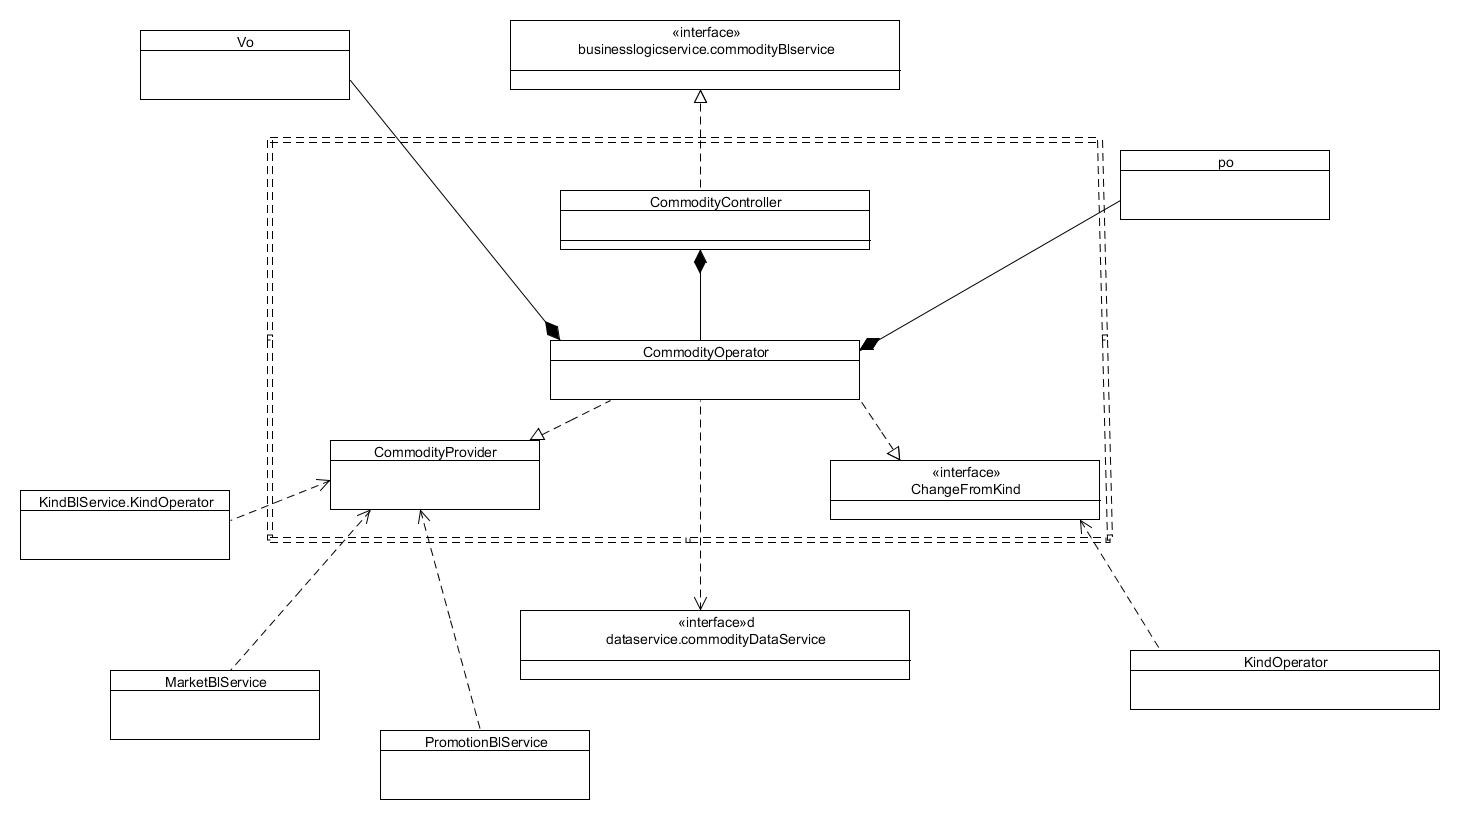 «interface»
businesslogicservice.commodityBlservice
Vo
po
CommodityController
CommodityOperator
CommodityProvider
«interface»
ChangeFromKind
KindBlService.KindOperator
«interface»d
dataservice.commodityDataService
KindOperator
MarketBlService
PromotionBlService